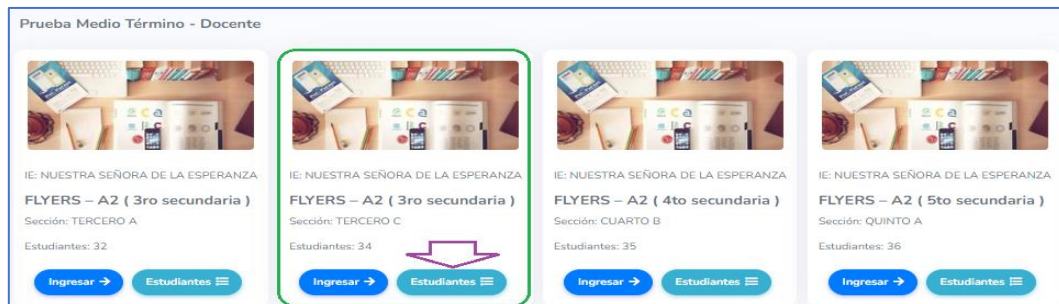 Prueba Medio Término - Docente
IE: NUESTRA SEÑORA DE LA ESPERANZA
FLYERS – A2 ( 3ro secundaria )
Sección: TERCERO A
Estudiantes: 32
Ingresar → Estudiantes
IE: NUESTRA SEÑORA DE LA ESPERANZA
FLYERS – A2 ( 3ro secundaria )
Sección: TERCERO C
Estudiantes: 34
Ingresar → Estudiantes
IE: NUESTRA SEÑORA DE LA ESPERANZA
FLYERS – A2 ( 4to secundaria )
Sección: CUARTO B
Estudiantes: 35
Ingresar → Estudiantes
IE: NUESTRA SEÑORA DE LA ESPERANZA
FLYERS – A2 ( 5to secundaria )
Sección: QUINTO A
Estudiantes: 36
Ingresar → Estudiantes